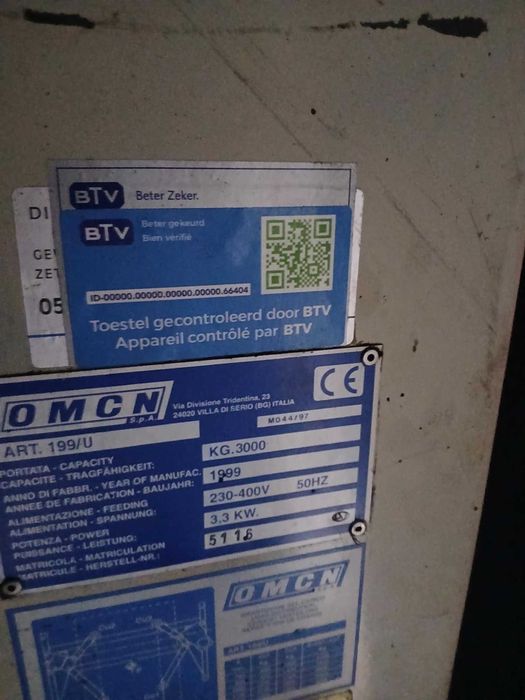 BTV Beter Zeker.
DI
BTV Beter gekeurd
Bien vérifié
GE
ZET
ID-00000.00000.00000.00000.66404
05
Toestel gecontroleerd door BTV
Appareil contrôlé par BTV
OMCN S.p.A.
Via Divisione Tridentina, 23
24020 VILLA DI SERIO (BG) ITALIA
CE
MD44/97
ART. 199/U
PORTATA - CAPACITY
CAPACITE - TRAGFÄHIGKEIT:
KG.3000
ANNO DI FABBR. - YEAR OF MANUFAC.
ANNEE DE FABRICATION - BAUJAHR:
1999
ALIMENTAZIONE - FEEDING
ALIMENTATION - SPANNUNG:
230-400V 50HZ
POTENZA - POWER
PUISSANCE - LEISTUNG:
3.3 KW.
MATRICOLA - MATRICULATION
MATRICULE - HERSTELL-NR.:
5116
OMCN
ART. 199/U